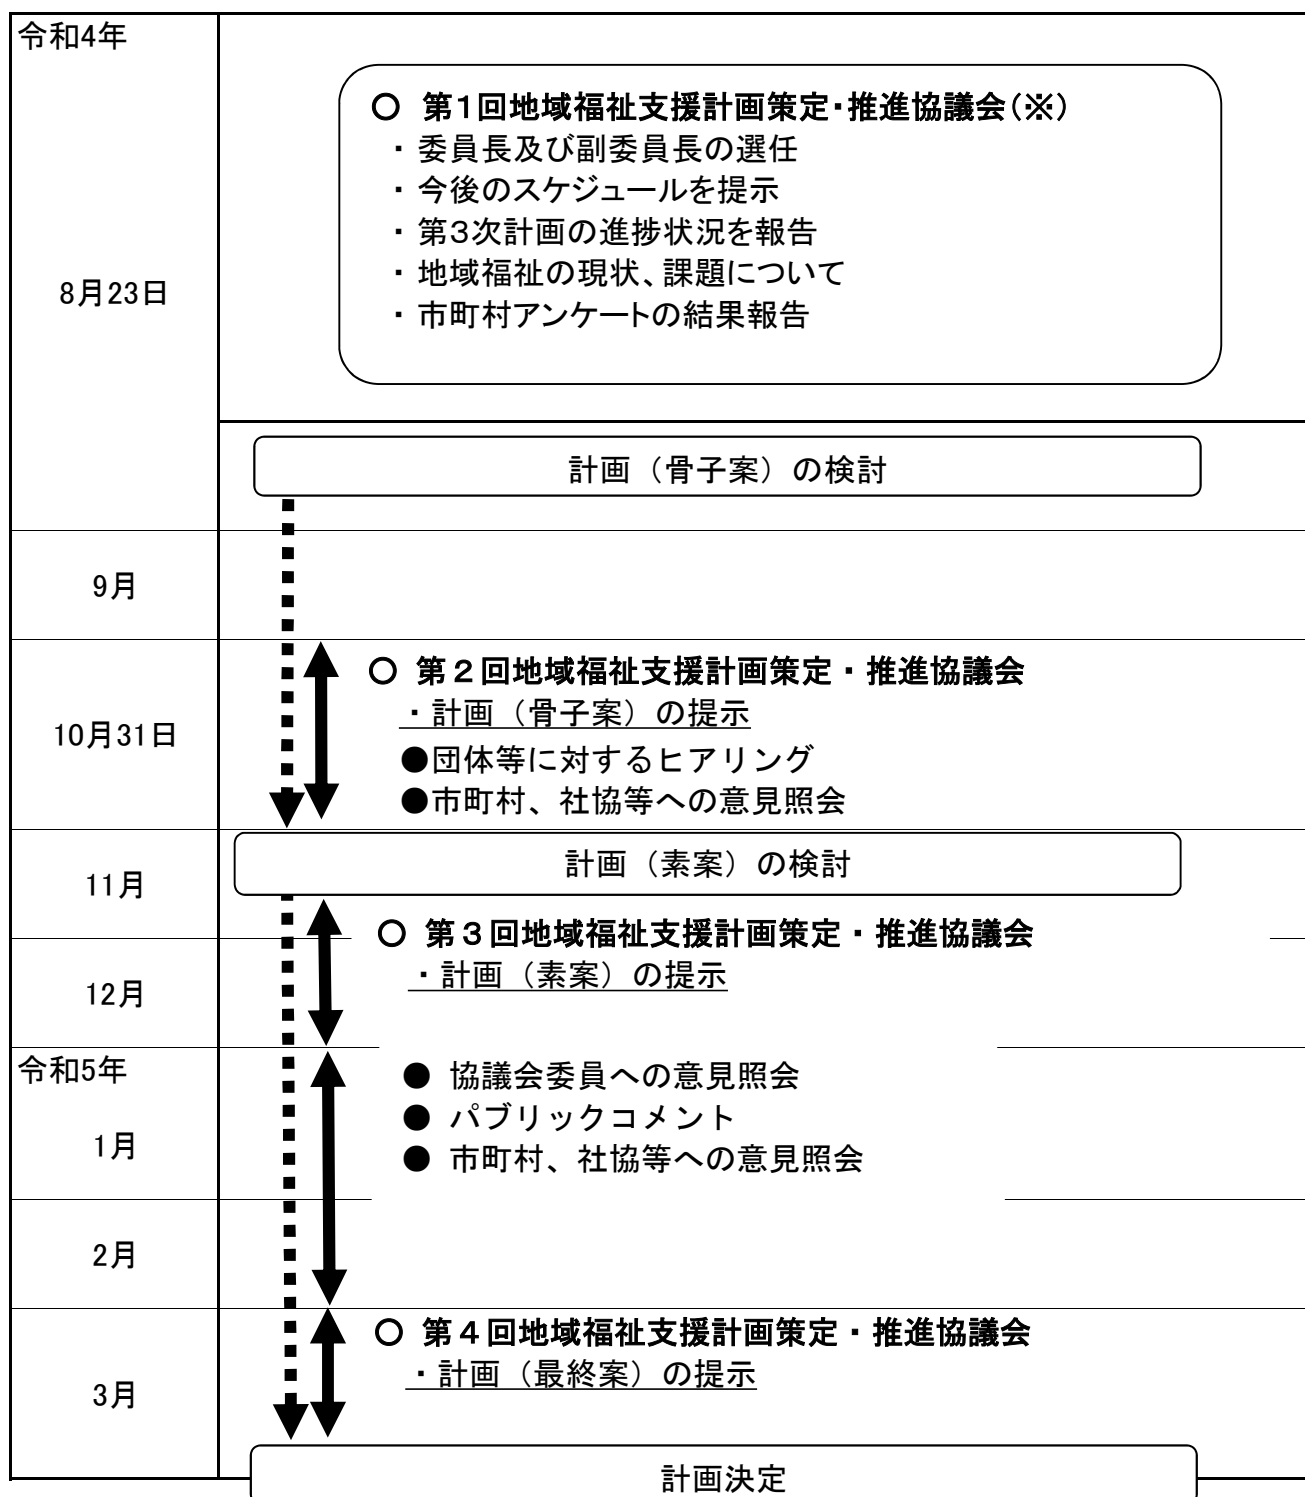 令和4年
8月23日
○ 第1回地域福祉支援計画策定・推進協議会(※)
・委員長及び副委員長の選任
・今後のスケジュールを提示
・第3次計画の進捗状況を報告
・地域福祉の現状、課題について
・市町村アンケートの結果報告
計画（骨子案）の検討
9月
10月31日
○ 第２回地域福祉支援計画策定・推進協議会
・計画（骨子案）の提示
●団体等に対するヒアリング
●市町村、社協等への意見照会
11月
計画（素案）の検討
○ 第３回地域福祉支援計画策定・推進協議会
・計画（素案）の提示
12月
令和5年
1月
● 協議会委員への意見照会
● パブリックコメント
● 市町村、社協等への意見照会
2月
3月
○ 第４回地域福祉支援計画策定・推進協議会
・計画（最終案）の提示
計画決定